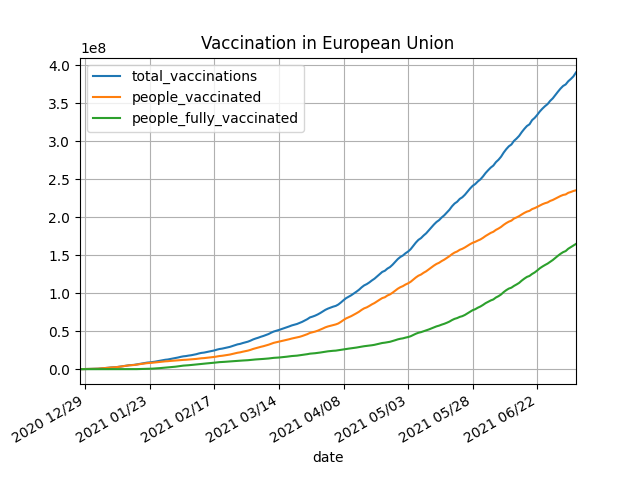 Vaccination in European Union
1e8
4.0
3.5
3.0
2.5
2.0
1.5
1.0
0.5
0.0
total_vaccinations
people_vaccinated
people_fully_vaccinated
2020 12/29
2021 01/23
2021 02/17
2021 03/14
2021 04/08
2021 05/03
2021 05/28
2021 06/22
date